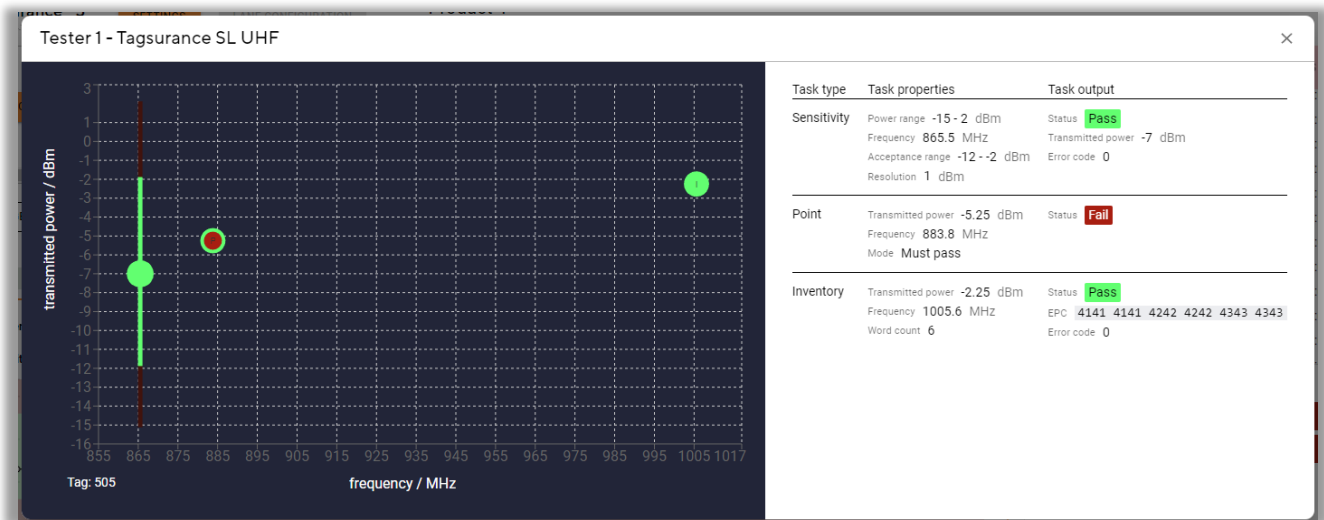 SETTINGS
Tester 1 - Tagsurance SL UHF
transmitted power / dBm
3
1
0
-1
-2
-3
-4
-5
-6
-7
-8
-9
-10
-11
-12
-13
-14
-15
-16
855 865 875 885 895 905 915 925 935 945 955 965 975 985 995 1005 1017
Tag: 505
frequency / MHz
Task type Task properties Task output
Sensitivity Power range -15 - 2 dBm Status Pass
Frequency 865.5 MHz Transmitted power -7 dBm
Acceptance range -12 - -2 dBm Error code 0
Resolution 1 dBm
Point Transmitted power -5.25 dBm Status Fail
Frequency 883.8 MHz
Mode Must pass
Inventory Transmitted power -2.25 dBm Status Pass
Frequency 1005.6 MHz EPC 4141 4141 4242 4242 4343 4343
Word count 6 Error code 0